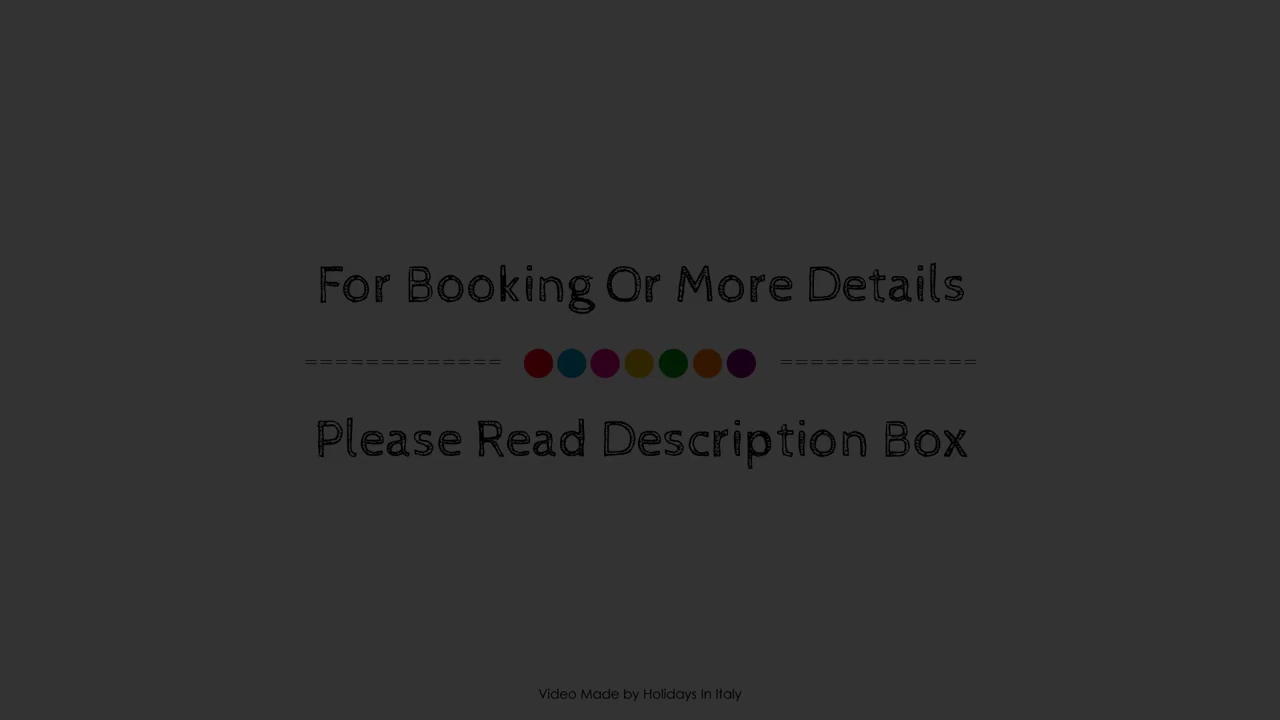 For Booking Or More Details
============= =============
Please Read Description Box
Video Made by Holidays In Italy